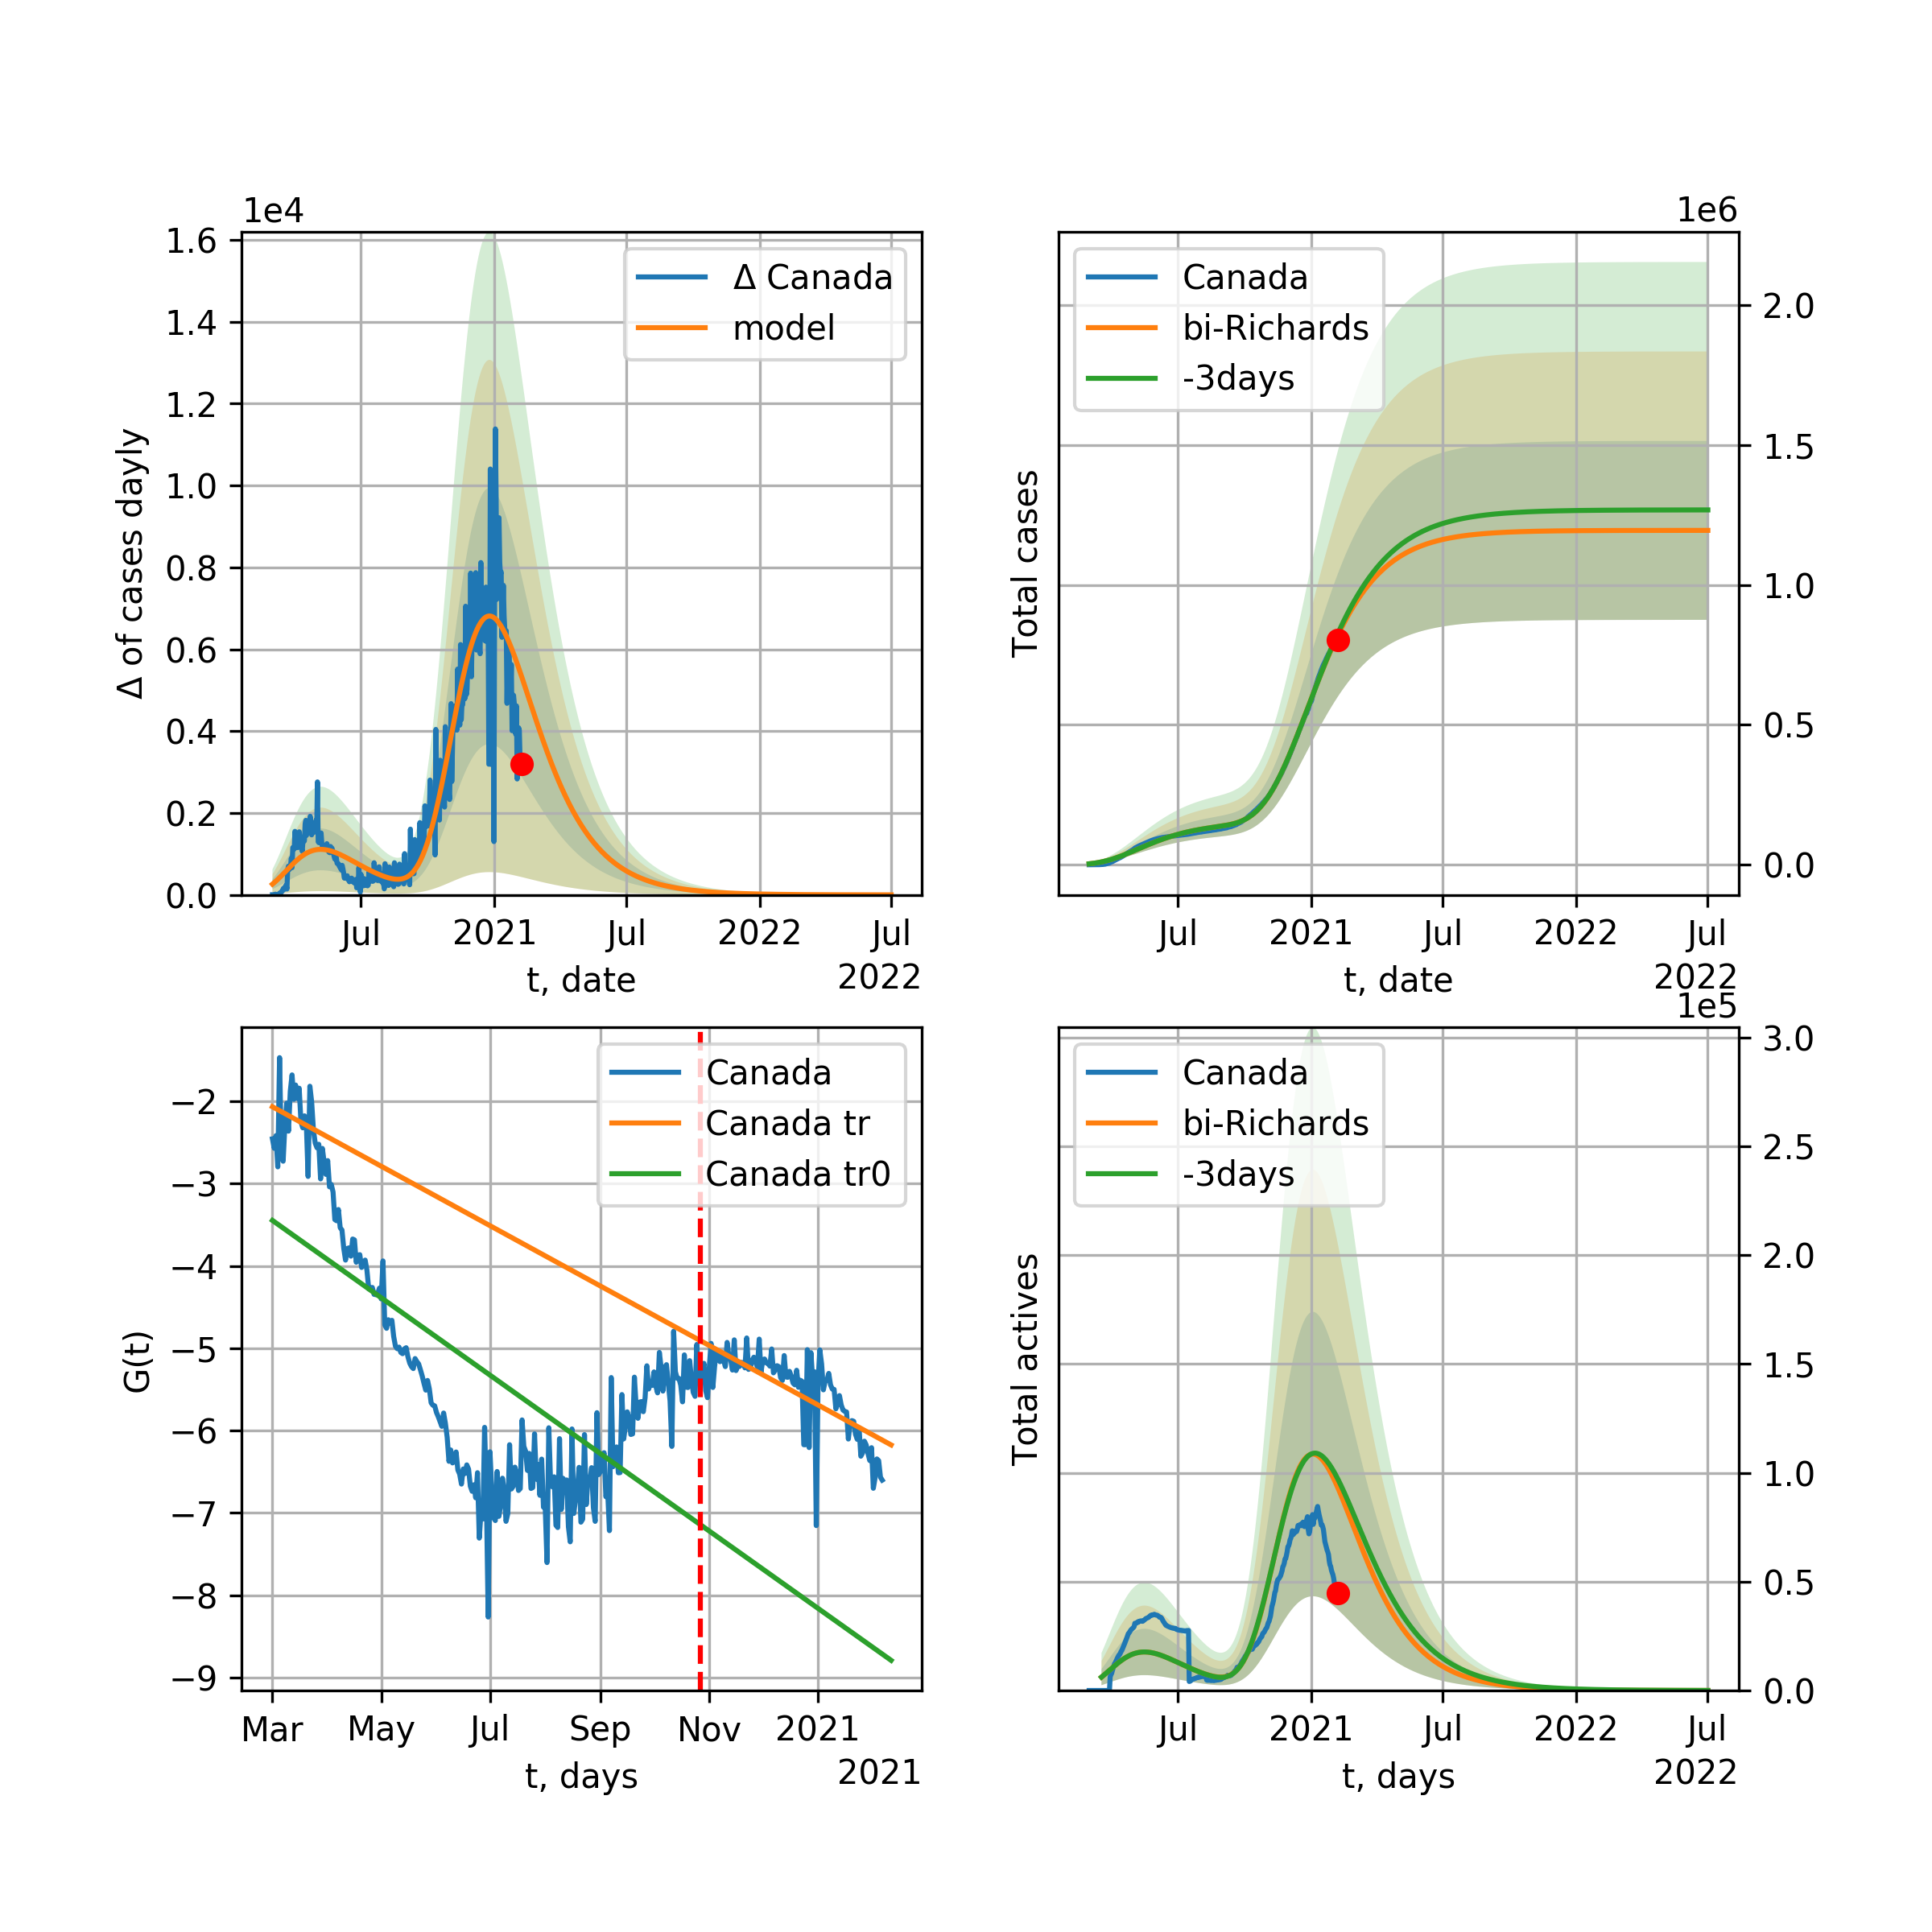 1e4
1.6
1.4
1.2
1.0
0.8
0.6
0.4
0.2
0.0
Δ of cases dayly
Δ Canada
model
Jul
2021
Jul
2022
Jul
t, date
2022
1e6
Canada
bi-Richards
-3days
Total cases
2.0
1.5
1.0
0.5
0.0
Jul
2021
Jul
2022
Jul
t, date
2022
−2
−3
−4
−5
−6
−7
−8
−9
G(t)
Canada
Canada tr
Canada tr0
Mar
May
Jul
Sep
Nov
2021
t, days
2021
1e5
Canada
bi-Richards
-3days
Total actives
3.0
2.5
2.0
1.5
1.0
0.5
0.0
Jul
2021
Jul
2022
Jul
t, days
2022